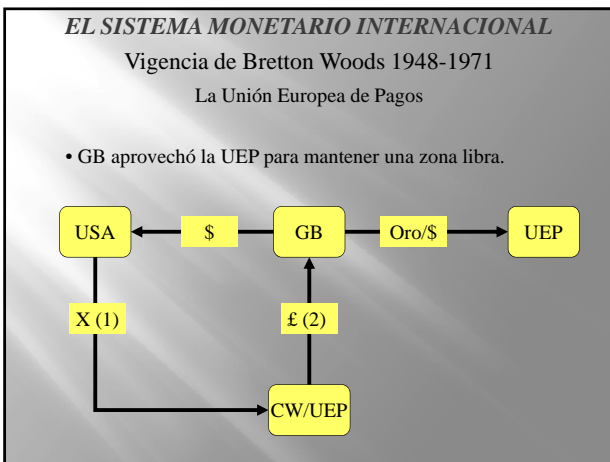 EL SISTEMA MONETARIO INTERNACIONAL
Vigencia de Bretton Woods 1948-1971
La Unión Europea de Pagos
• GB aprovechó la UEP para mantener una zona libra.
USA $ GB Oro/$ UEP
X (1) £ (2)
CW/UEP